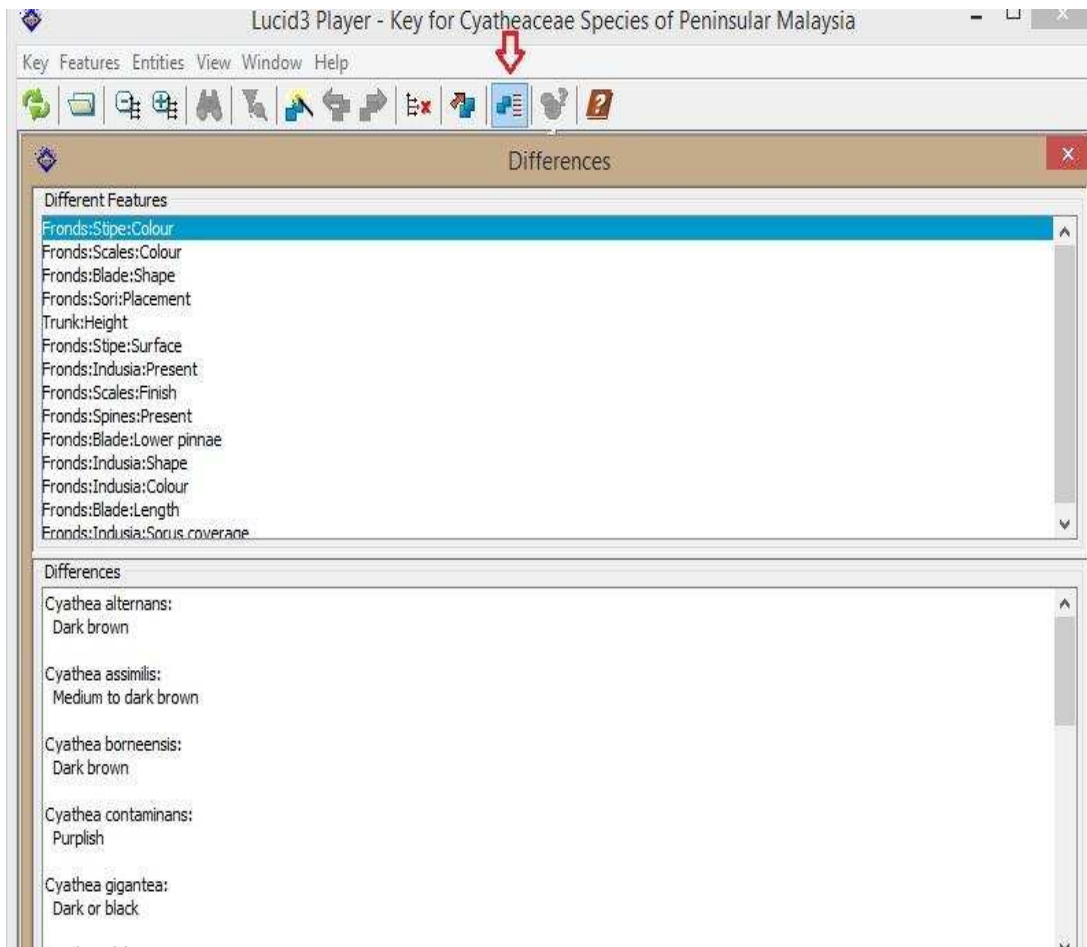 Lucid3 Player - Key for Cyatheaceae Species of Peninsular Malaysia
Key Features Entities View Window Help
Differences
Different Features
Fronds:Stipe:Colour
Fronds:Scales:Colour
Fronds:Blade:Shape
Fronds:Sori:Placement
Trunk:Height
Fronds:Stipe:Surface
Fronds:Indusia:Present
Fronds:Scales:Finish
Fronds:Spines:Present
Fronds:Blade:Lower pinnae
Fronds:Indusia:Shape
Fronds:Indusia:Colour
Fronds:Blade:Length
Fronds:Indusia:Sorus coverage
Differences
Cyathea alternans:
Dark brown
Cyathea assimilis:
Medium to dark brown
Cyathea borneensis:
Dark brown
Cyathea contaminans:
Purplish
Cyathea gigantea:
Dark or black